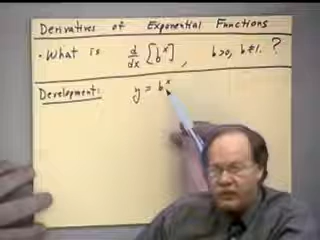 Derivatives of Exponential Functions
• What is d/dx [b^x], b>0, b≠1. ?
Development: y = b^x